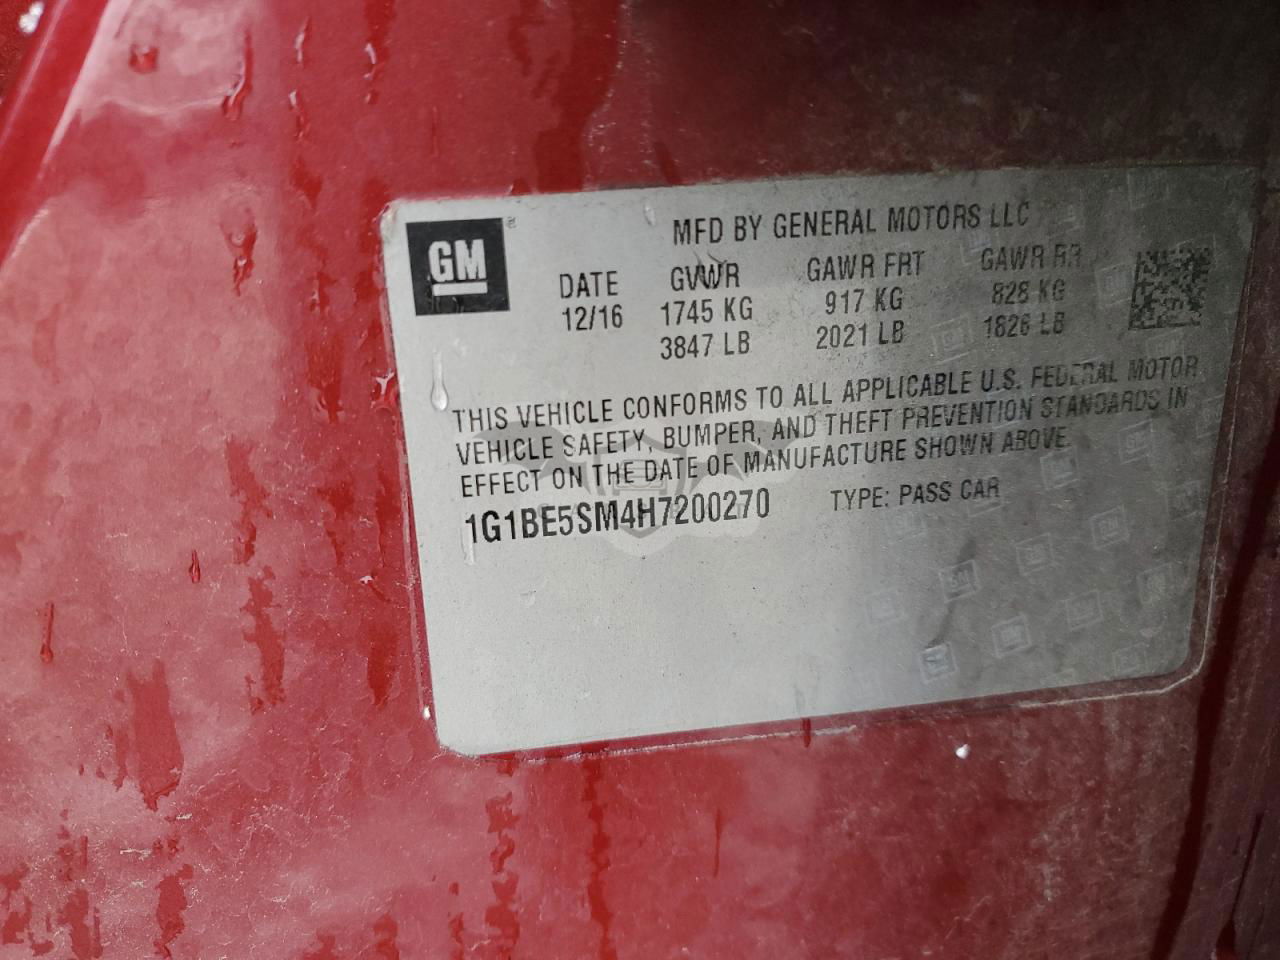 GM
MFD BY GENERAL MOTORS LLC
DATE GVWR GAWR FRT GAWR RR
12/16 1745 KG 917 KG 828 KG
3847 LB 2021 LB 1826 LB
THIS VEHICLE CONFORMS TO ALL APPLICABLE U.S. FEDERAL MOTOR
VEHICLE SAFETY, BUMPER, AND THEFT PREVENTION STANDARDS IN
EFFECT ON THE DATE OF MANUFACTURE SHOWN ABOVE.
1G1BE5SM4H7200270 TYPE: PASS CAR